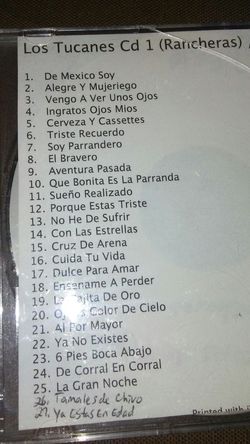 Los Tucanes Cd 1 (Rancheras)
1. De Mexico Soy
2. Alegre Y Mujeriego
3. Vengo A Ver Unos Ojos
4. Ingratos Ojos Mios
5. Cerveza Y Cassettes
6. Triste Recuerdo
7. Soy Parrandero
8. El Bravero
9. Aventura Pasada
10. Que Bonita Es La Parranda
11. Sueño Realizado
12. Porque Estas Triste
13. No He De Sufrir
14. Con Las Estrellas
15. Cruz De Arena
16. Cuida Tu Vida
17. Dulce Para Amar
18. Ensename A Perder
19. La Cajita De Oro
20. Ojos Color De Cielo
21. Al Por Mayor
22. Ya No Existes
23. 6 Pies Boca Abajo
24. De Corral En Corral
25. La Gran Noche
26. Tamales de Chivo
27. Ya Estas en Edad
Printed with